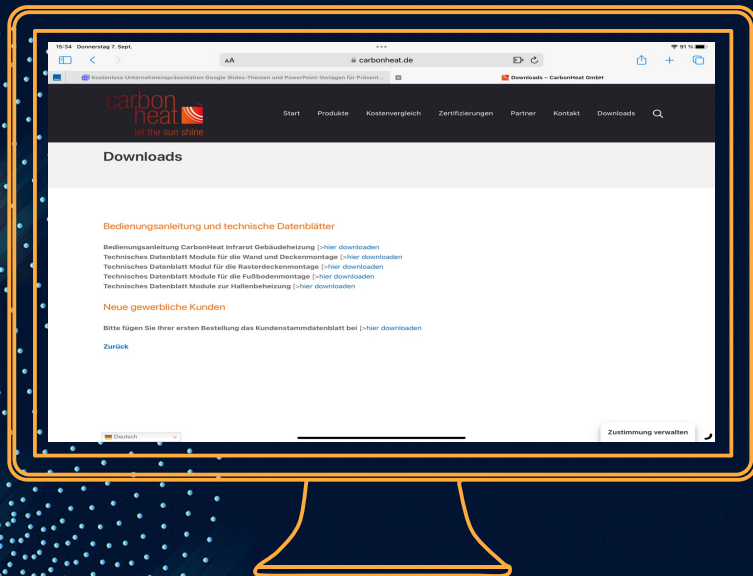 15:34 Donnerstag 7. Sept.
91 %
AA
carbonheat.de
Kostenlose Unternehmenspräsentation Google Slides-Themen und PowerPoint-Vorlagen für Präsent...
Downloads – CarbonHeat GmbH
carbon
heat
let the sun shine
Start Produkte Kostenvergleich Zertifizierungen Partner Kontakt Downloads
Downloads
Bedienungsanleitung und technische Datenblätter
Bedienungsanleitung CarbonHeat Infrarot Gebäudeheizung [>hier downloaden
Technisches Datenblatt Module für die Wand und Deckenmontage [>hier downloaden
Technisches Datenblatt Modul für die Rasterdeckenmontage [>hier downloaden
Technisches Datenblatt Module für die Fußbodenmontage [>hier downloaden
Technisches Datenblatt Module zur Hallenbeheizung [>hier downloaden
Neue gewerbliche Kunden
Bitte fügen Sie Ihrer ersten Bestellung das Kundenstammdatenblatt bei [>hier downloaden
Zurück
Deutsch
Zustimmung verwalten